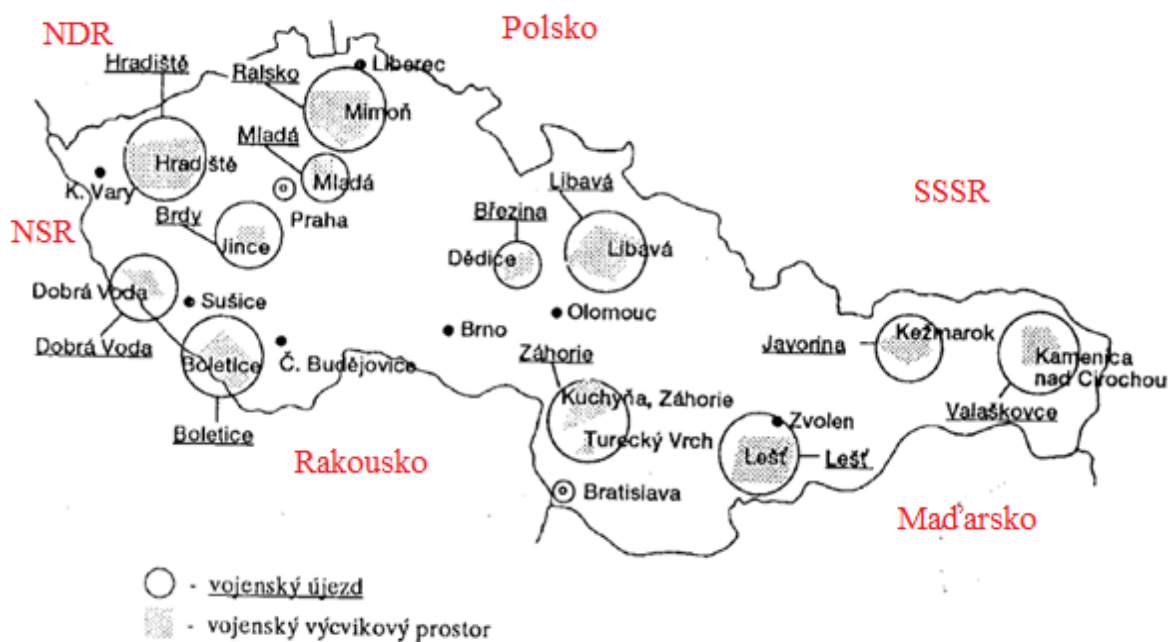 NDR
Polsko
Hradiště
Ralsko
Liberec
Mimoň
Mladá
Hradiště
Mladá
K. Vary
Praha
Libavá
SSSR
Brdy
Březina
NSR
Jince
Dědice
Libavá
Dobrá Voda
Sušice
Olomouc
Brno
Javorina
Kežmarok
Kamenica
nad Cirochou
Dobrá Voda
Boletice
Č. Budějovice
Záhorie
Kuchyňa, Záhorie
Valaškovce
Zvolen
Boletice
Turecký Vrch
Lešť
Lešť
Rakousko
Bratislava
Maďarsko
- vojenský újezd
- vojenský výcvikový prostor